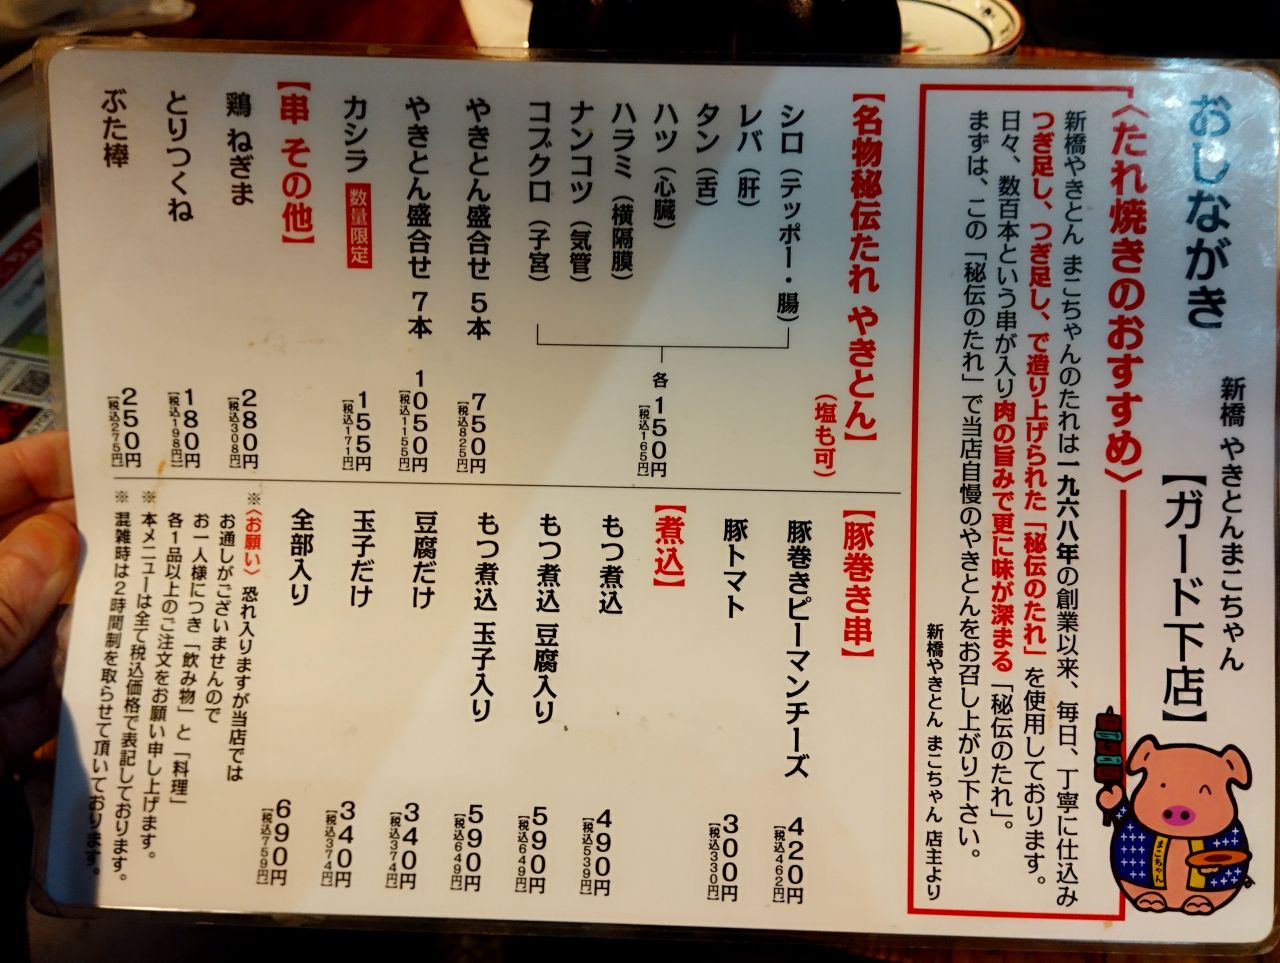 おしながき
新橋 やきとんまこちゃん
【ガード下店】
〈たれ焼きのおすすめ〉
新橋やきとん まこちゃんのたれは一九六八年の創業以来、毎日、丁寧に仕込み
つぎ足し、つぎ足し、で造り上げられた「秘伝のたれ」を使用しております。
日々、数百本という串が入り肉の旨みで更に味が深まる「秘伝のたれ」。
まずは、この「秘伝のたれ」で当店自慢のやきとんをお召し上がり下さい。
新橋やきとん まこちゃん 店主より
まこちゃん
【名物秘伝たれ やきとん】
(塩も可)
シロ(テッポー・腸)
レバ(肝)
タン(舌)
ハツ(心臓)
ハラミ(横隔膜)
ナンコツ(気管)
コブクロ(子宮)
各 150円
【税込165円】
やきとん盛合せ 5本 750円
【税込825円】
やきとん盛合せ 7本 1050円
【税込1155円】
カシラ 数量限定 155円
【税込171円】
【串 その他】
鶏 ねぎま 280円
【税込308円】
とりつくね 180円
【税込198円】
ぶた棒 250円
【税込275円】
【豚巻き串】
豚巻きピーマンチーズ 420円
【税込462円】
豚トマト 300円
【税込330円】
【煮込】
もつ煮込 490円
【税込539円】
もつ煮込 豆腐入り 590円
【税込649円】
もつ煮込 玉子入り 590円
【税込649円】
豆腐だけ 340円
【税込374円】
玉子だけ 340円
【税込374円】
全部入り 690円
【税込759円】
※〈お願い〉 恐れ入りますが当店では
お通しがございませんので
お一人様につき「飲み物」と「料理」
各1品以上のご注文をお願い申し上げます。
※ 本メニューは全て税込価格で表記しております。
※ 混雑時は2時間制を取らせて頂いております。